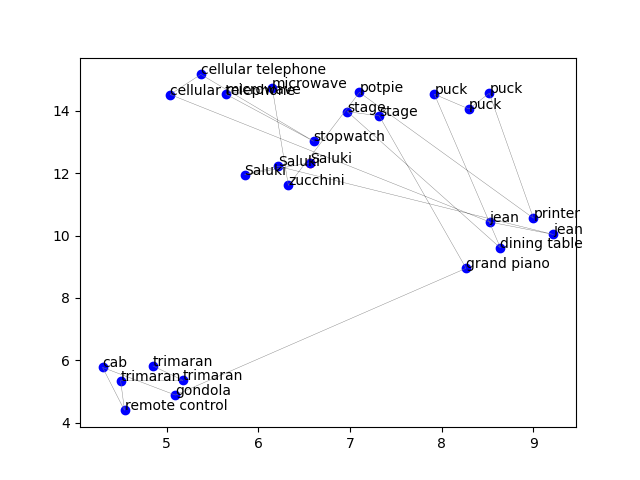 cellular telephone
cellular telephone
microwave
microwave
potpie
puck
puck
puck
stage
stage
stopwatch
Saluki
Saluki
Saluki
zucchini
printer
jean
jean
dining table
grand piano
cab
trimaran
trimaran
trimaran
gondola
remote control
14
12
10
8
6
4
5 6 7 8 9